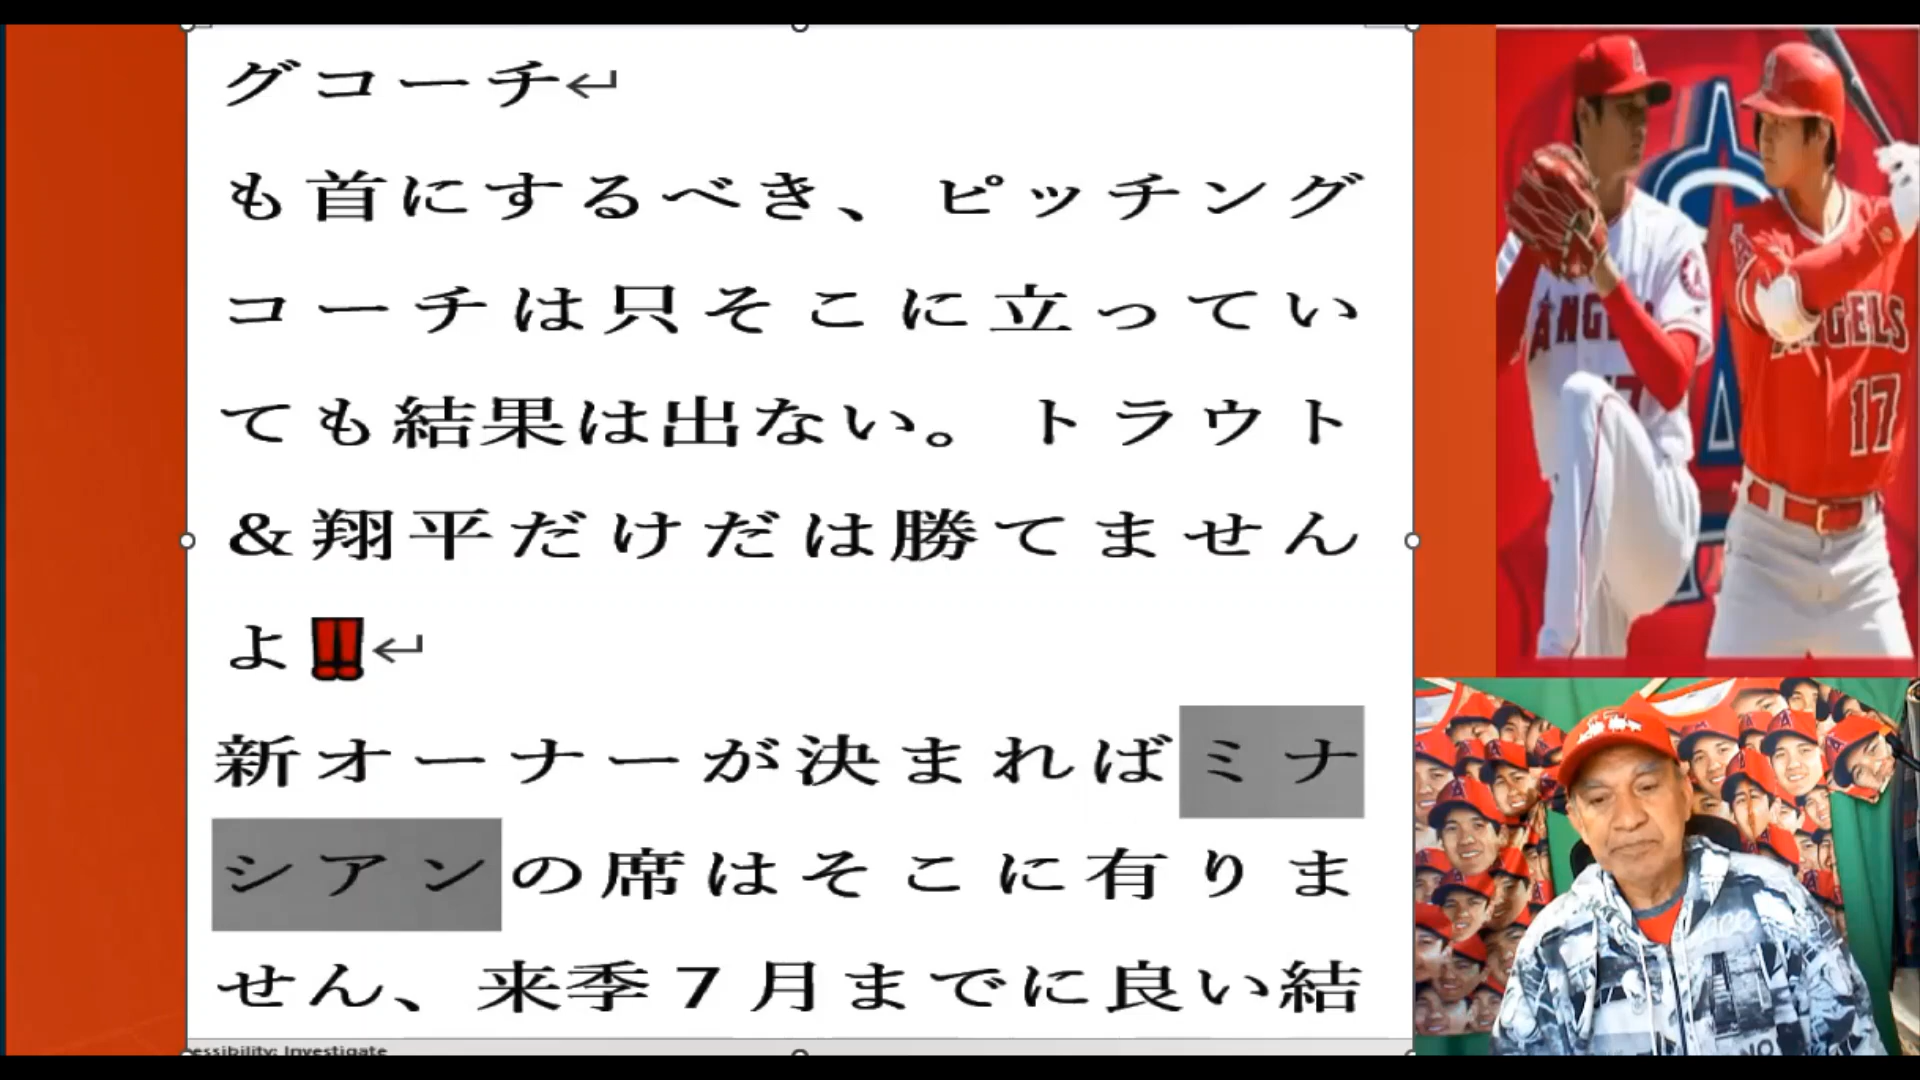 グコーチ↵
も首にするべき、ピッチング
コーチは只そこに立ってい
ても結果は出ない。トラウト
&翔平だけだは勝てません
よ‼↵
新オーナーが決まればミナ
シアンの席はそこに有りま
せん、来季7月までに良い結
essibility: Investigate
ANGELS
17